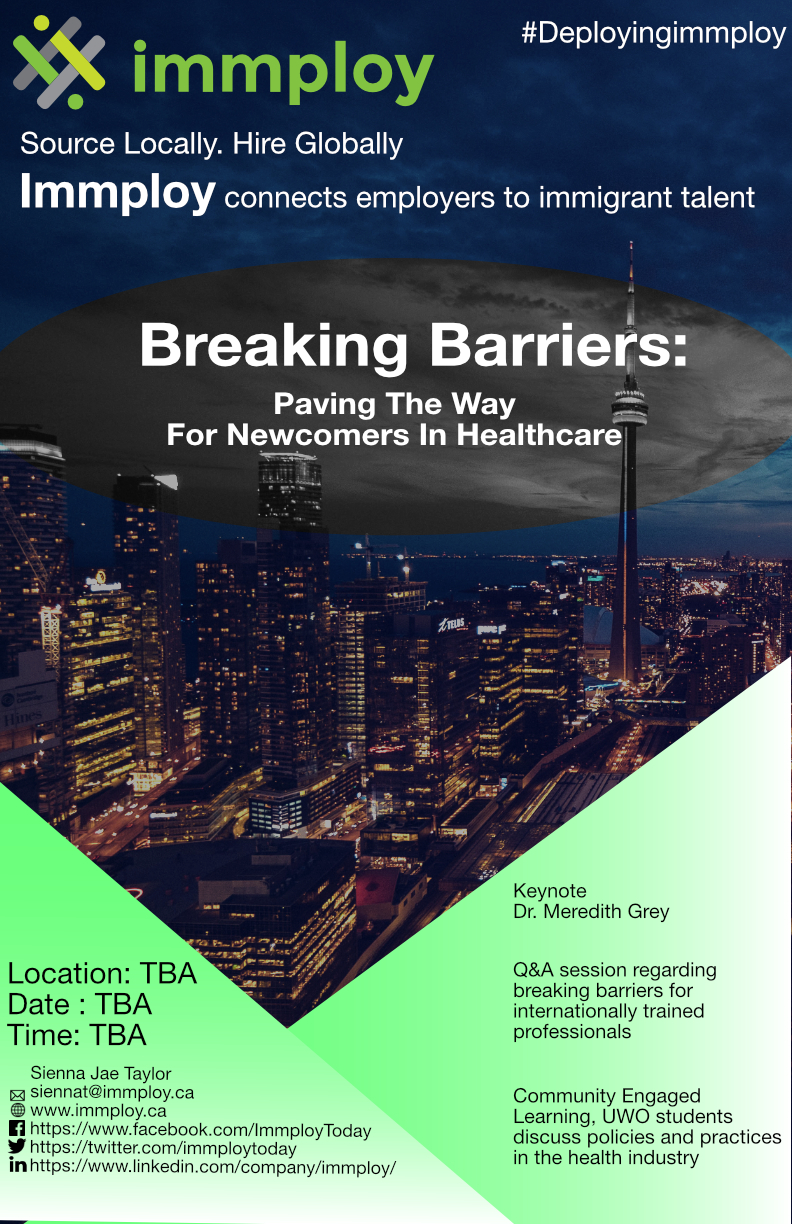 #Deployingimmploy
immploy
Source Locally. Hire Globally
Immploy connects employers to immigrant talent
Breaking Barriers:
Paving The Way
For Newcomers In Healthcare
TELUS
Hines
Keynote
Dr. Meredith Grey
Q&A session regarding
breaking barriers for
internationally trained
professionals
Community Engaged
Learning, UWO students
discuss policies and practices
in the health industry
Location: TBA
Date : TBA
Time: TBA
Sienna Jae Taylor
siennat@immploy.ca
www.immploy.ca
https://www.facebook.com/ImmployToday
https://twitter.com/immploytoday
https://www.linkedin.com/company/immploy/